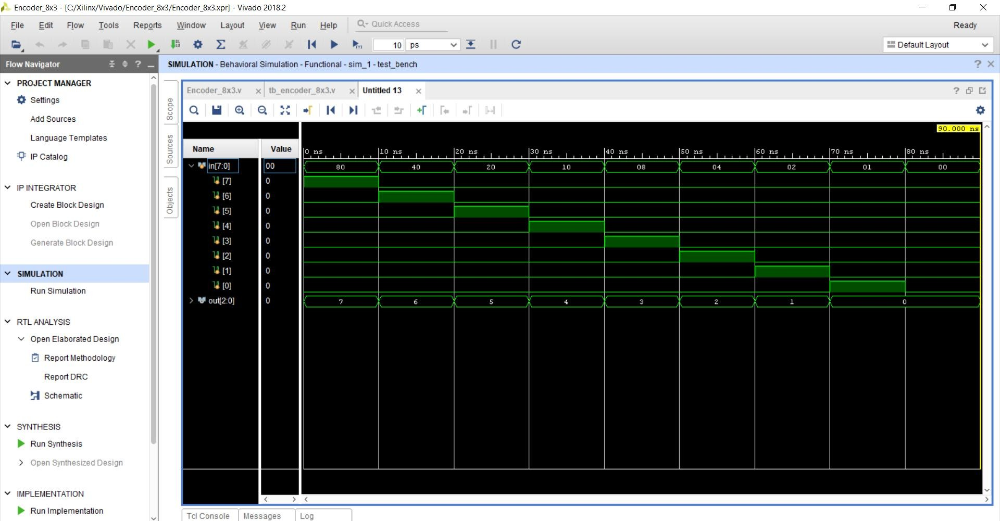 Encoder_8x3 - [C:/Xilinx/Vivado/Encoder_8x3/Encoder_8x3.xpr] - Vivado 2018.2
File Edit Flow Tools Reports Window Layout View Run Help Quick Access Ready
10 ps Default Layout
Flow Navigator
SIMULATION - Behavioral Simulation - Functional - sim_1 - test_bench
PROJECT MANAGER
Settings
Add Sources
Language Templates
IP Catalog
IP INTEGRATOR
Create Block Design
Open Block Design
Generate Block Design
SIMULATION
Run Simulation
RTL ANALYSIS
Open Elaborated Design
Report Methodology
Report DRC
Schematic
SYNTHESIS
Run Synthesis
Open Synthesized Design
IMPLEMENTATION
Run Implementation
Scope
Sources
Objects
Encoder_8x3.v tb_encoder_8x3.v Untitled 13
90.000 ns
Name Value 0 ns 10 ns 20 ns 30 ns 40 ns 50 ns 60 ns 70 ns 80 ns
in[7:0] 00 80 40 20 10 08 04 02 01 00
[7] 0
[6] 0
[5] 0
[4] 0
[3] 0
[2] 0
[1] 0
[0] 0
out[2:0] 0 7 6 5 4 3 2 1 0
Tcl Console Messages Log